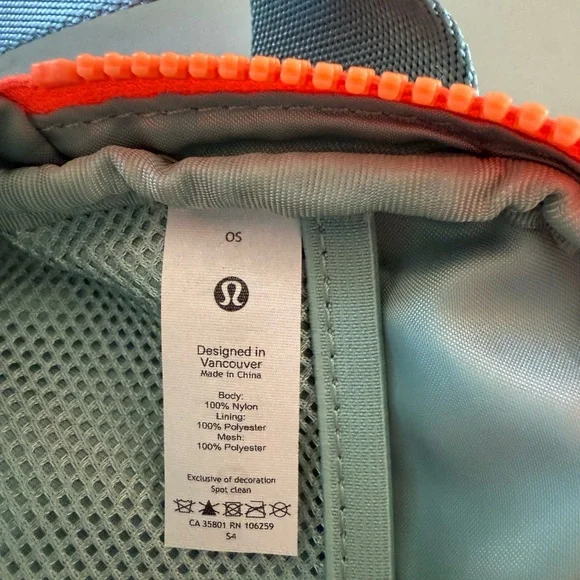 OS
Designed in
Vancouver
Made in China
Body:
100% Nylon
Lining:
100% Polyester
Mesh:
100% Polyester
Exclusive of decoration
Spot clean
CA 35801 RN 106259
S4